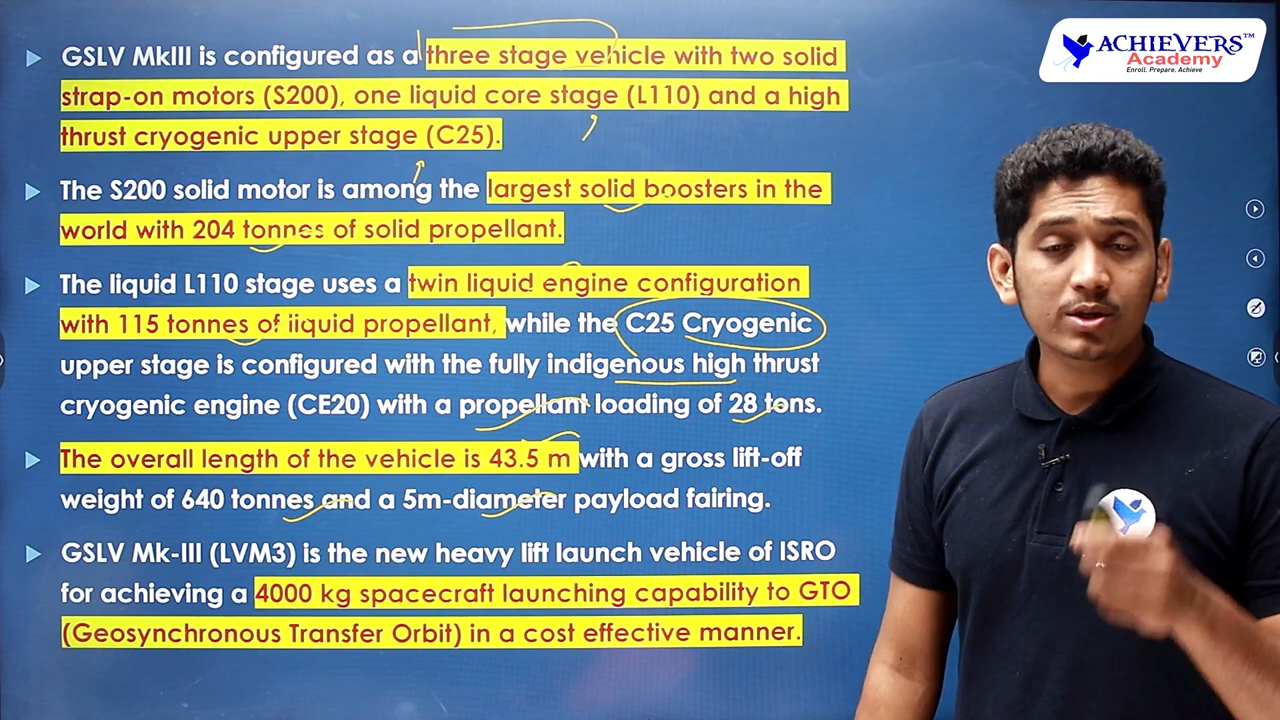 GSLV MkIII is configured as a three stage vehicle with two solid
strap-on motors (S200), one liquid core stage (L110) and a high
thrust cryogenic upper stage (C25).
The S200 solid motor is among the largest solid boosters in the
world with 204 tonnes of solid propellant.
The liquid L110 stage uses a twin liquid engine configuration
with 115 tonnes of liquid propellant, while the C25 Cryogenic
upper stage is configured with the fully indigenous high thrust
cryogenic engine (CE20) with a propellant loading of 28 tons.
The overall length of the vehicle is 43.5 m with a gross lift-off
weight of 640 tonnes and a 5m-diameter payload fairing.
GSLV Mk-III (LVM3) is the new heavy lift launch vehicle of ISRO
for achieving a 4000 kg spacecraft launching capability to GTO
(Geosynchronous Transfer Orbit) in a cost effective manner.
ACHIEVERS™
Academy
Enroll. Prepare. Achieve